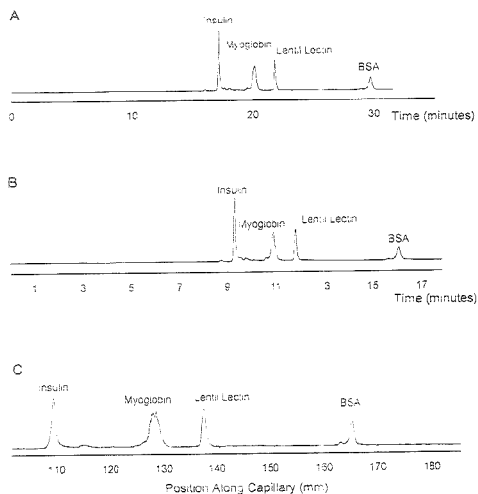 A
Insulin
Myoglobin
Lentil Lectin
BSA
0 10 20 30 Time (minutes)
B
Insulin
Myoglobin
Lentil Lectin
BSA
1 3 5 7 9 11 3 15 17
Time (minutes)
C
Insulin
Myoglobin
Lentil Lectin
BSA
110 120 130 140 150 160 170 180
Position Along Capillary (mm)